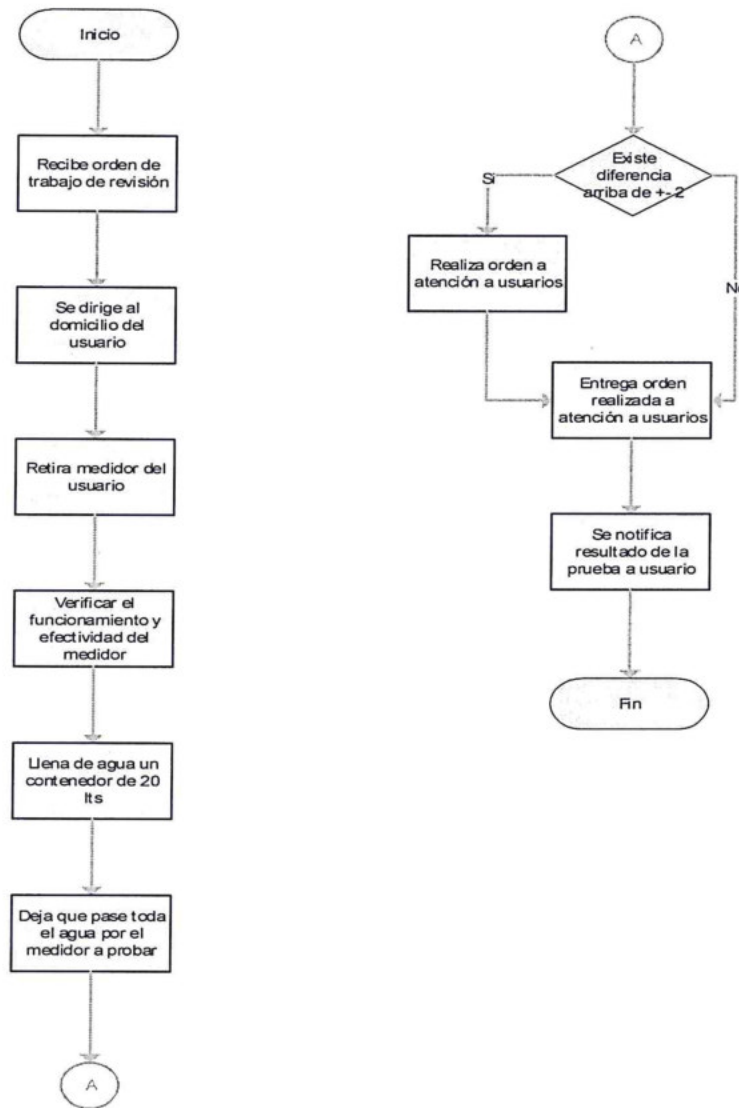 Inicio
Recibe orden de
trabajo de revisión
Se dirige al
domicilio del
usuario
Retira medidor del
usuario
Verificar el
funcionamiento y
efectividad del
medidor
Llena de agua un
contenedor de 20
lts
Deja que pase toda
el agua por el
medidor a probar
A
A
Existe
diferencia
arriba de +- 2
Si
No
Realiza orden a
atención a usuarios
Entrega orden
realizada a
atención a usuarios
Se notifica
resultado de la
prueba a usuario
Fin